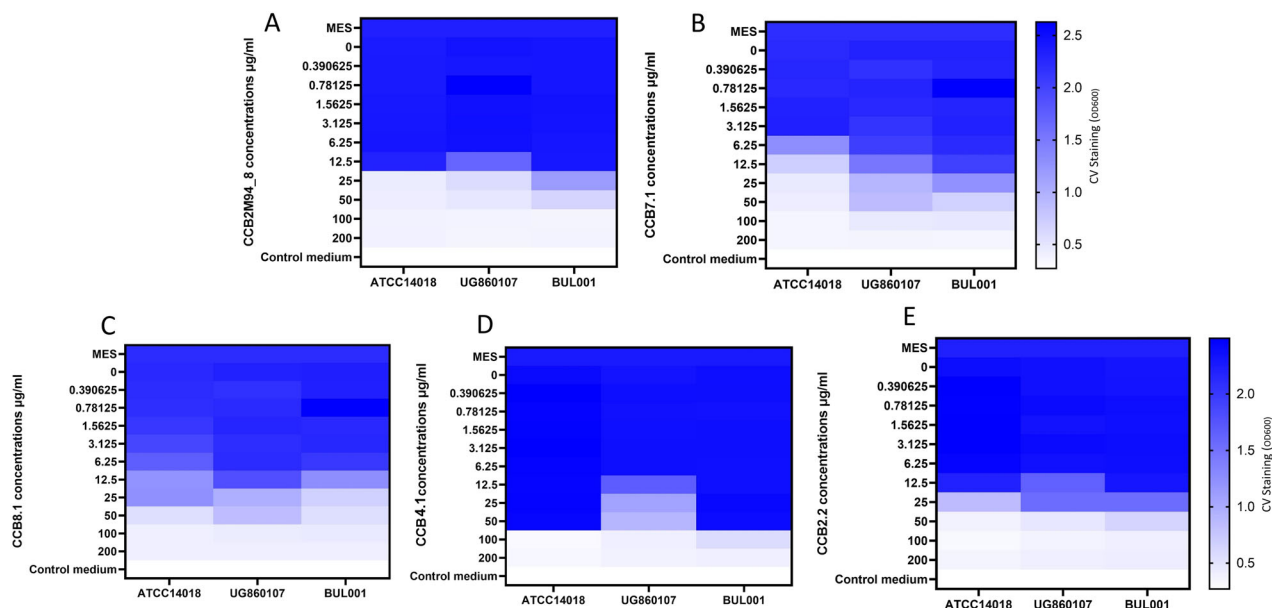 A
CCB2M94_8 concentrations µg/ml
MES
0
0.390625
0.78125
1.5625
3.125
6.25
12.5
25
50
100
200
Control medium
ATCC14018 UG860107 BUL001
B
CCB7.1 concentrations µg/ml
MES
0
0.390625
0.78125
1.5625
3.125
6.25
12.5
25
50
100
200
Control medium
ATCC14018 UG860107 BUL001
2.5
2.0
1.5
1.0
0.5
CV Staining (OD600)
C
CCB8.1 concentrations µg/ml
MES
0
0.390625
0.78125
1.5625
3.125
6.25
12.5
25
50
100
200
Control medium
ATCC14018 UG860107 BUL001
D
CCB4.1concentrations µg/ml
MES
0
0.390625
0.78125
1.5625
3.125
6.25
12.5
25
50
100
200
Control medium
ATCC14018 UG860107 BUL001
E
CCB2.2 concentrations µg/ml
MES
0
0.390625
0.78125
1.5625
3.125
6.25
12.5
25
50
100
200
Control medium
ATCC14018 UG860107 BUL001
2.0
1.5
1.0
0.5
CV Staining (OD600)